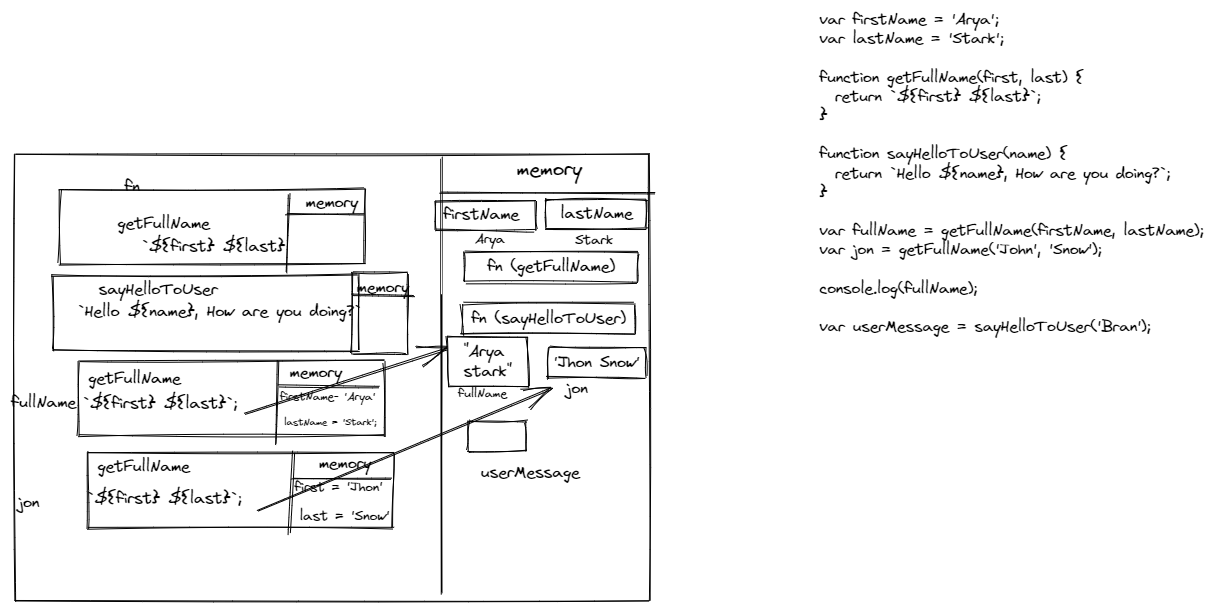 var firstName = 'Arya';
var lastName = 'Stark';
function getFullName(first, last) {
return `${first} ${last}`;
}
function sayHelloToUser(name) {
return `Hello ${name}, How are you doing?`;
}
var fullName = getFullName(firstName, lastName);
var jon = getFullName('John', 'Snow');
console.log(fullName);
var userMessage = sayHelloToUser('Bran');
fn
getFullName
`${first} ${last}
memory
sayHelloToUser
`Hello ${name}, How are you doing?`
memory
fullName
getFullName
`${first} ${last}`;
memory
firstName- 'Arya'
lastName = 'Stark';
jon
getFullName
`${first} ${last}`;
memory
first = 'Jhon'
last = 'Snow'
memory
firstName
lastName
Arya
Stark
fn (getFullName)
fn (sayHelloToUser)
"Arya
stark"
'Jhon Snow'
fullName
jon
userMessage